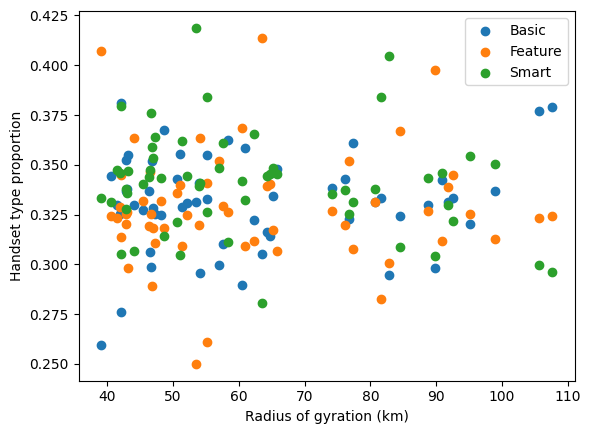 0.425
0.400
0.375
0.350
0.325
0.300
0.275
0.250
Handset type proportion
Basic
Feature
Smart
40 50 60 70 80 90 100 110
Radius of gyration (km)